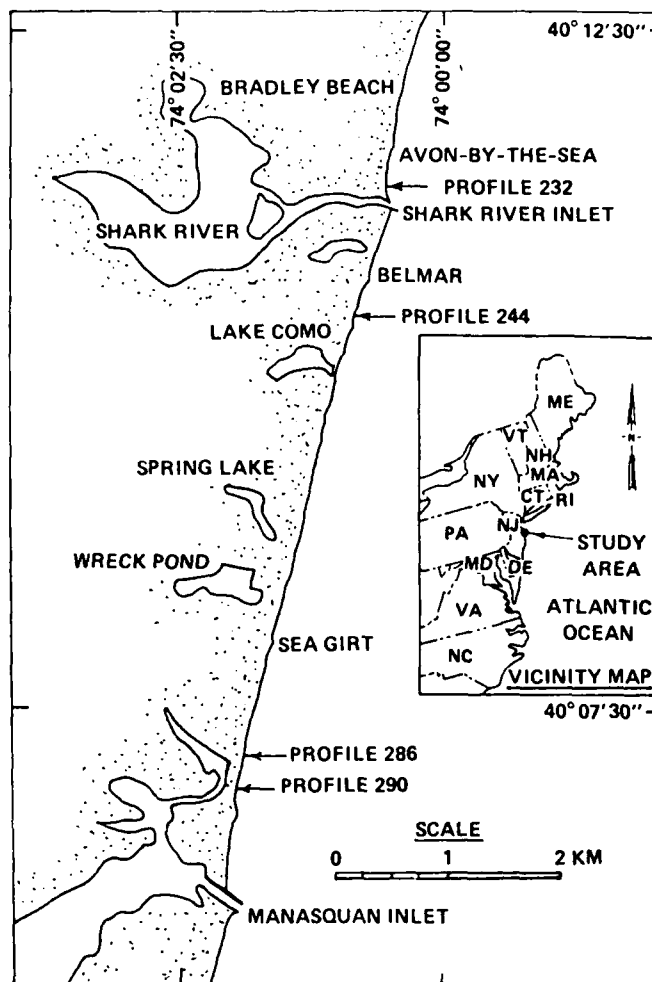 74° 02'30"
74° 00'00"
40° 12'30"
BRADLEY BEACH
AVON-BY-THE-SEA
PROFILE 232
SHARK RIVER INLET
SHARK RIVER
BELMAR
PROFILE 244
LAKE COMO
SPRING LAKE
WRECK POND
SEA GIRT
ME
VT
NH
NY
MA
CT
RI
PA
NJ
STUDY
AREA
MD
DE
VA
ATLANTIC
OCEAN
NC
VICINITY MAP
N
40° 07'30"
PROFILE 286
PROFILE 290
SCALE
0 1 2 KM
MANASQUAN INLET